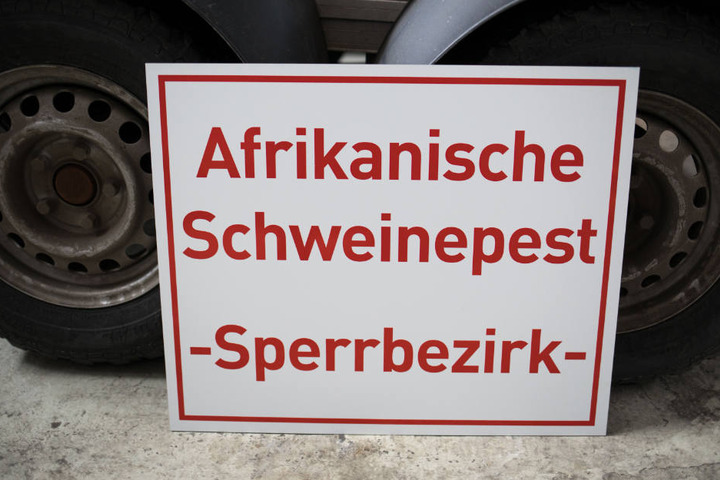 Afrikanische
Schweinepest
-Sperrbezirk-